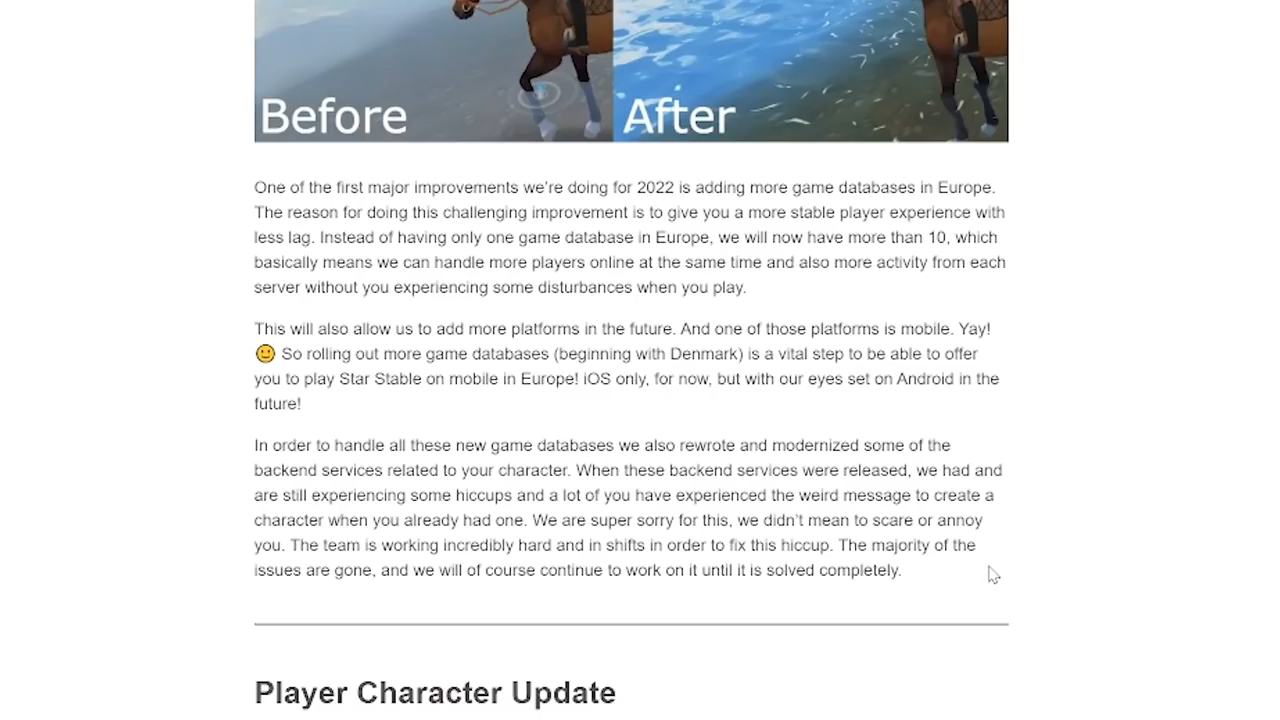 Before After
One of the first major improvements we're doing for 2022 is adding more game databases in Europe.
The reason for doing this challenging improvement is to give you a more stable player experience with
less lag. Instead of having only one game database in Europe, we will now have more than 10, which
basically means we can handle more players online at the same time and also more activity from each
server without you experiencing some disturbances when you play.
This will also allow us to add more platforms in the future. And one of those platforms is mobile. Yay!
🙂 So rolling out more game databases (beginning with Denmark) is a vital step to be able to offer
you to play Star Stable on mobile in Europe! iOS only, for now, but with our eyes set on Android in the
future!
In order to handle all these new game databases we also rewrote and modernized some of the
backend services related to your character. When these backend services were released, we had and
are still experiencing some hiccups and a lot of you have experienced the weird message to create a
character when you already had one. We are super sorry for this, we didn't mean to scare or annoy
you. The team is working incredibly hard and in shifts in order to fix this hiccup. The majority of the
issues are gone, and we will of course continue to work on it until it is solved completely.
Player Character Update